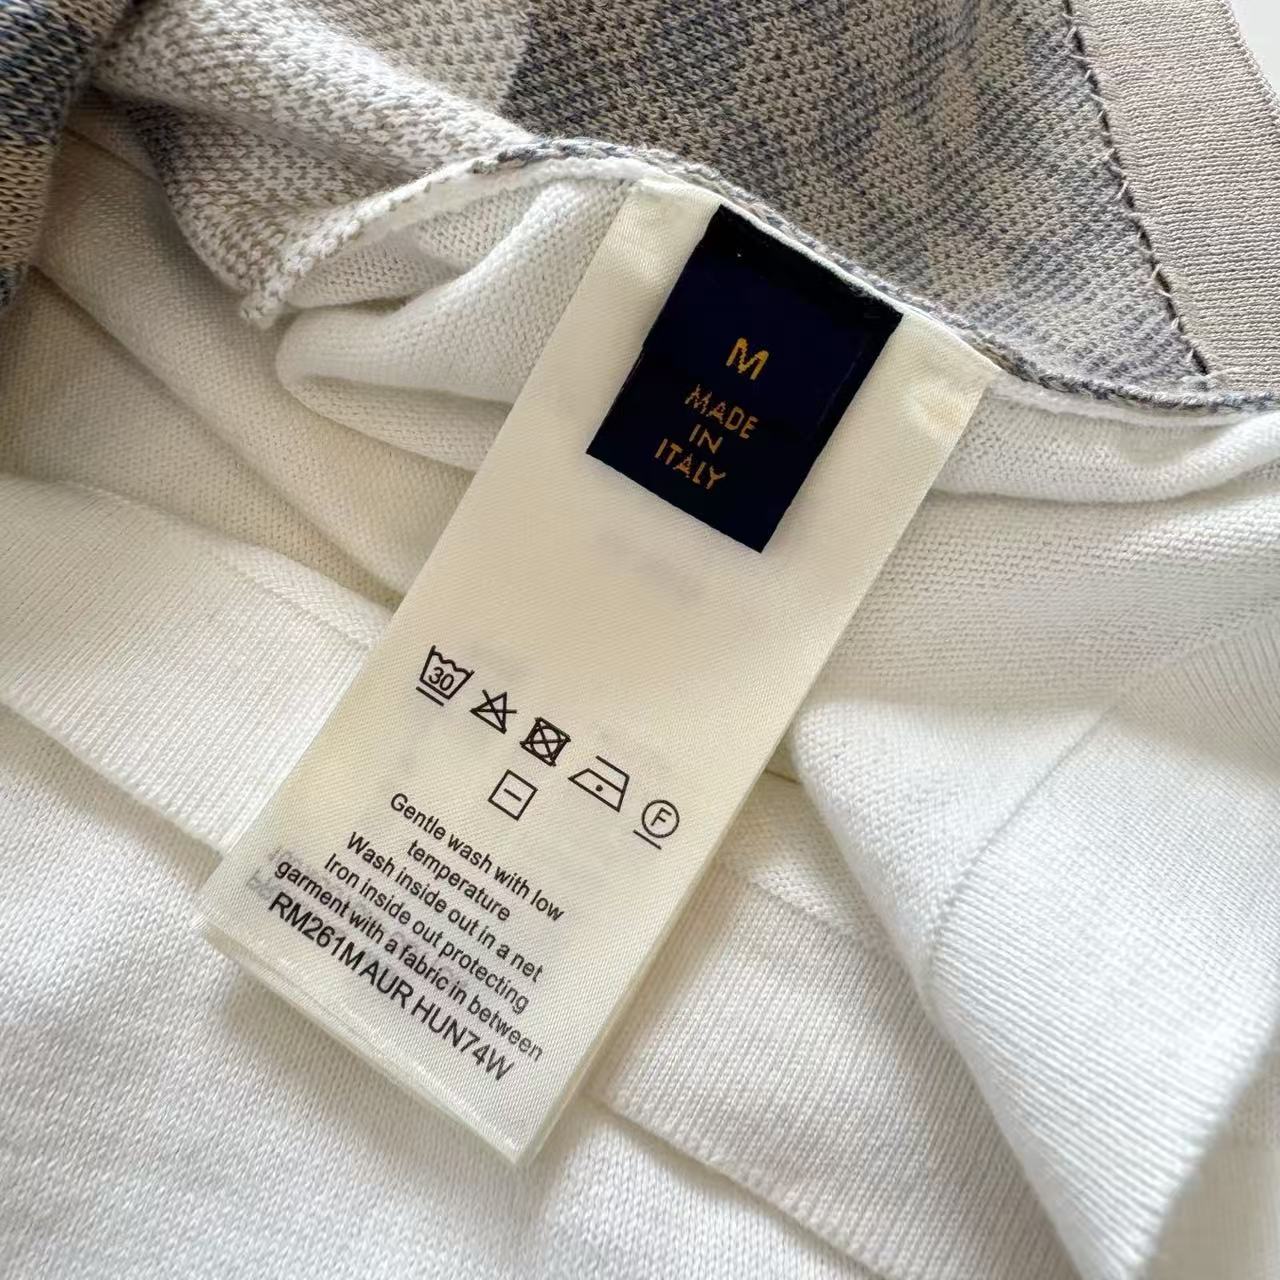 M
MADE
IN
ITALY
30
F
Gentle wash with low
temperature
Wash inside out in a net
Iron inside out protecting
garment with a fabric in between
RM261M AUR HUN74W